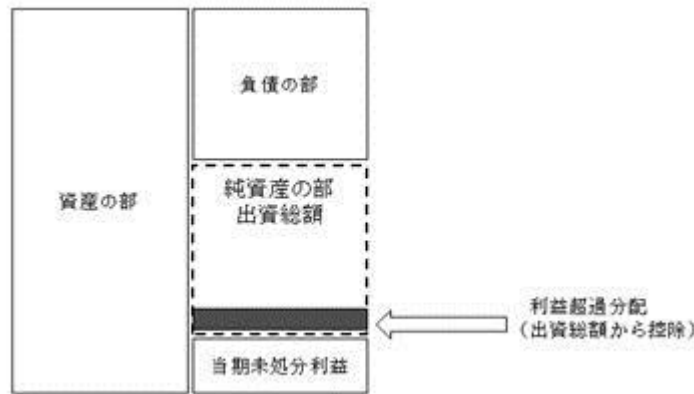 負債の部
資産の部
純資産の部
出資総額
利益超過分配
（出資総額から控除）
当期未処分利益